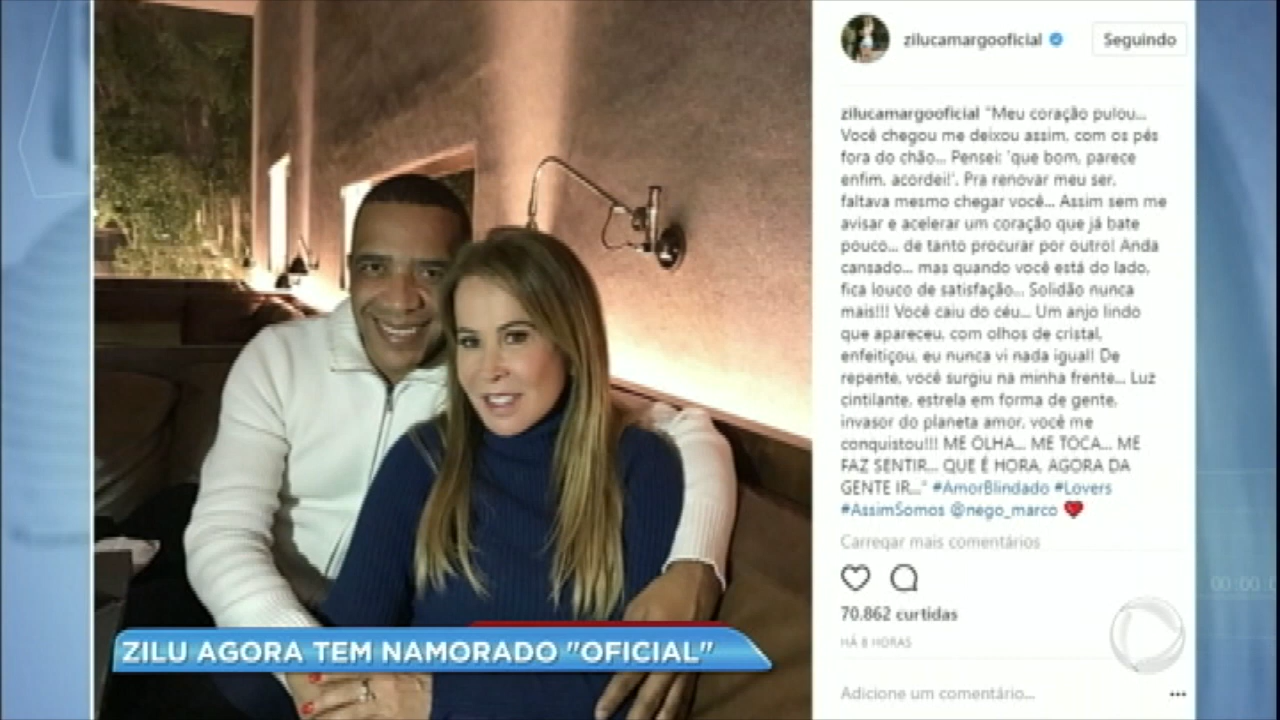 zilucamargooficial
Seguindo
zilucamargooficial "Meu coração pulou...
Você chegou me deixou assim, com os pés
fora do chão... Pensei: 'que bom, parece
enfim, acordei!'. Pra renovar meu ser,
faltava mesmo chegar você... Assim sem me
avisar e acelerar um coração que já bate
pouco... de tanto procurar por outro! Anda
cansado... mas quando você está do lado,
fica louco de satisfação... Solidão nunca
mais!!! Você caiu do céu... Um anjo lindo
que apareceu, com olhos de cristal,
enfeitiçou, eu nunca vi nada igual! De
repente, você surgiu na minha frente... Luz
cintilante, estrela em forma de gente,
invasor do planeta amor, você me
conquistou!!! ME OLHA... ME TOCA... ME
FAZ SENTIR... QUE É HORA, AGORA DA
GENTE IR..." #AmorBlindado #Lovers
#AssimSomos @nego_marco ❤
Carregar mais comentários
70.862 curtidas
HÁ 8 HORAS
Adicione um comentário...
ZILU AGORA TEM NAMORADO "OFICIAL"